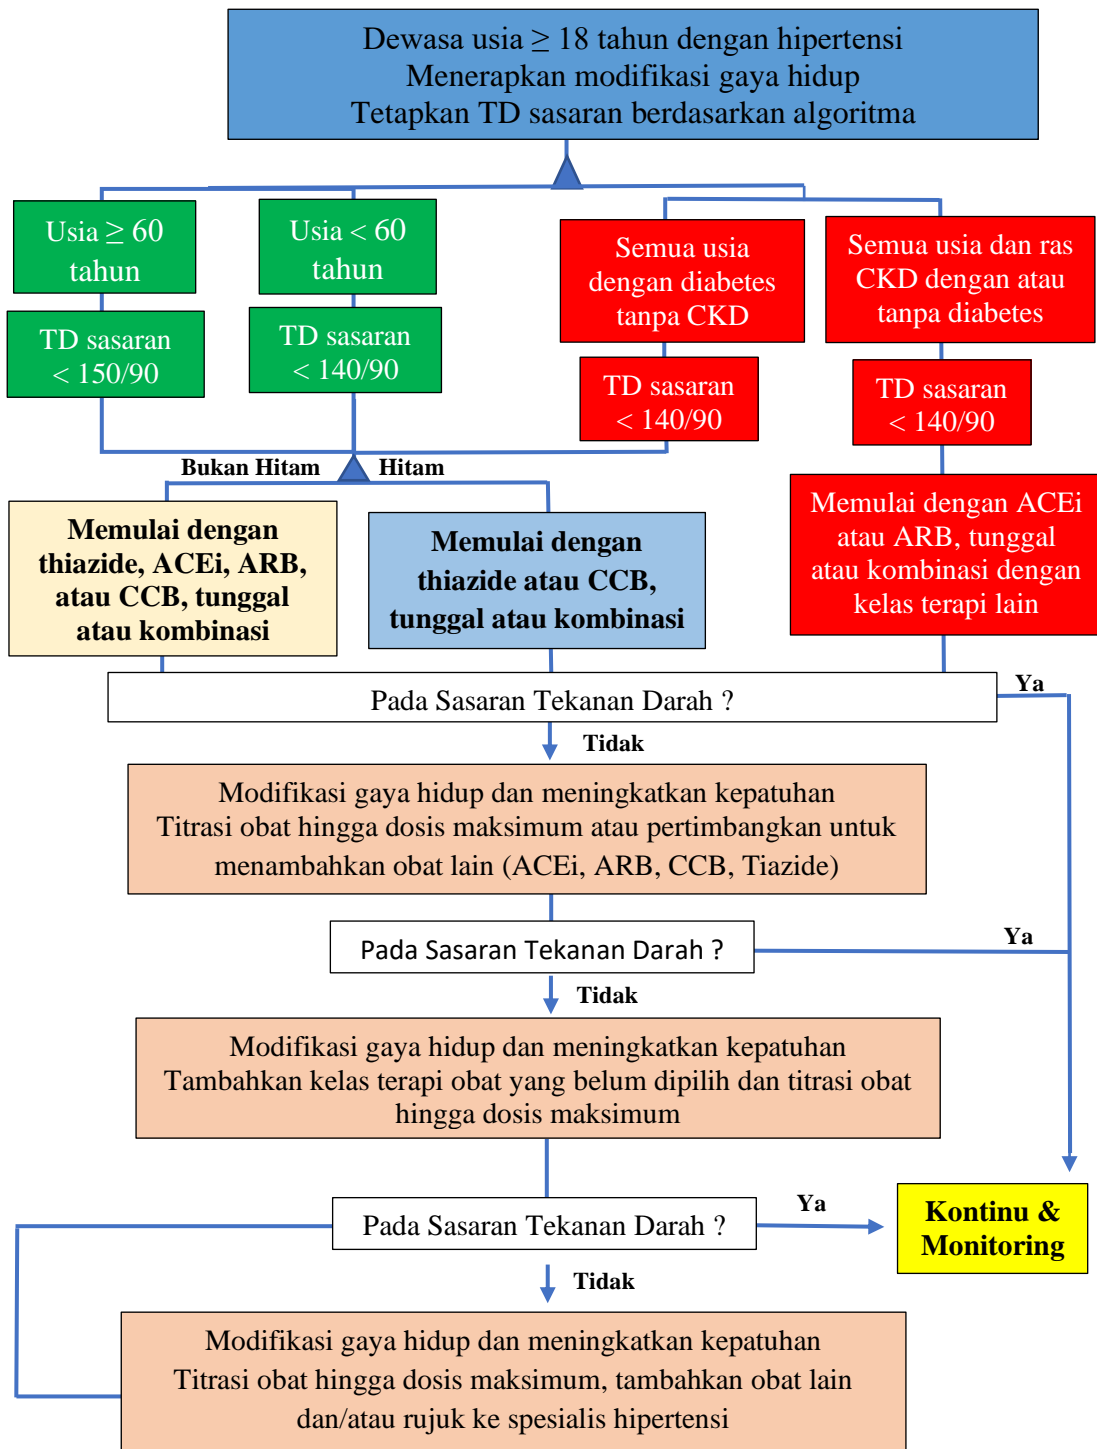 Dewasa usia ≥ 18 tahun dengan hipertensi
Menerapkan modifikasi gaya hidup
Tetapkan TD sasaran berdasarkan algoritma
Usia ≥ 60
tahun
Usia < 60
tahun
Semua usia
dengan diabetes
tanpa CKD
Semua usia dan ras
CKD dengan atau
tanpa diabetes
TD sasaran
< 150/90
TD sasaran
< 140/90
TD sasaran
< 140/90
TD sasaran
< 140/90
Bukan Hitam
Hitam
Memulai dengan
thiazide, ACEi, ARB,
atau CCB, tunggal
atau kombinasi
Memulai dengan
thiazide atau CCB,
tunggal atau kombinasi
Memulai dengan ACEi
atau ARB, tunggal
atau kombinasi dengan
kelas terapi lain
Pada Sasaran Tekanan Darah ?
Ya
Tidak
Modifikasi gaya hidup dan meningkatkan kepatuhan
Titrasi obat hingga dosis maksimum atau pertimbangkan untuk
menambahkan obat lain (ACEi, ARB, CCB, Tiazide)
Pada Sasaran Tekanan Darah ?
Ya
Tidak
Modifikasi gaya hidup dan meningkatkan kepatuhan
Tambahkan kelas terapi obat yang belum dipilih dan titrasi obat
hingga dosis maksimum
Pada Sasaran Tekanan Darah ?
Ya
Kontinu &
Monitoring
Tidak
Modifikasi gaya hidup dan meningkatkan kepatuhan
Titrasi obat hingga dosis maksimum, tambahkan obat lain
dan/atau rujuk ke spesialis hipertensi